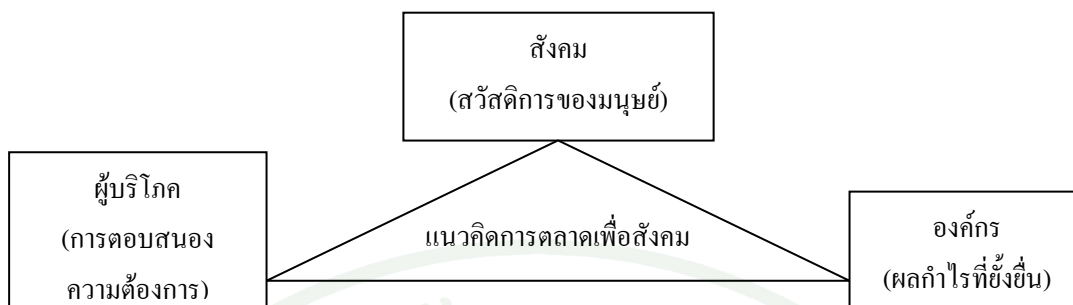 สังคม
(สวัสดิการของมนุษย์)
ผู้บริโภค
(การตอบสนอง
ความต้องการ)
แนวคิดการตลาดเพื่อสังคม
องค์กร
(ผลกำไรที่ยั้งยื่น)